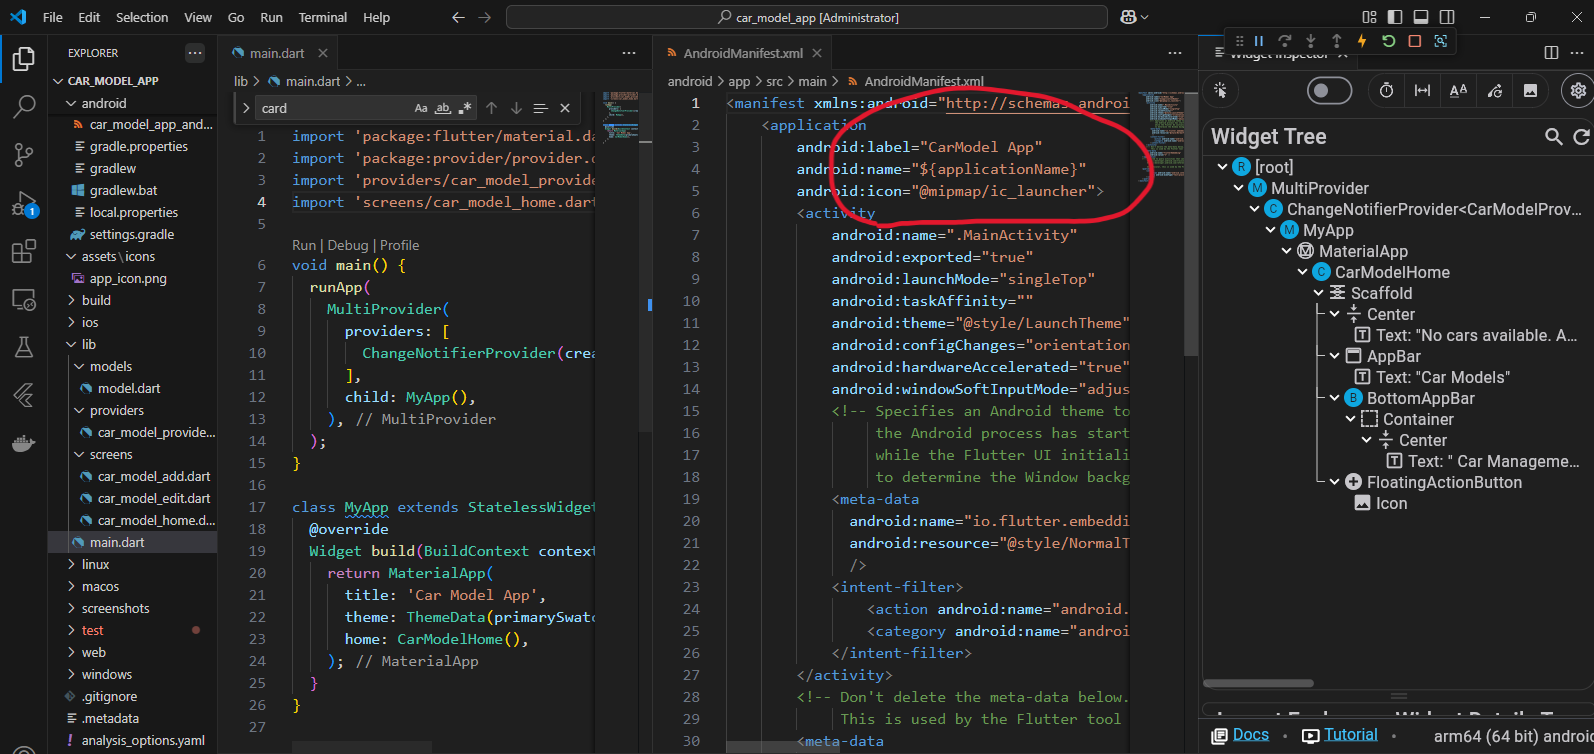 File Edit Selection View Go Run Terminal Help
car_model_app [Administrator]
EXPLORER
CAR_MODEL_APP
android
car_model_app_and...
gradle.properties
gradlew
gradlew.bat
local.properties
settings.gradle
assets\icons
app_icon.png
build
ios
lib
models
model.dart
providers
car_model_provide...
screens
car_model_add.dart
car_model_edit.dart
car_model_home.d...
main.dart
linux
macos
screenshots
test
web
windows
.gitignore
.metadata
! analysis_options.yaml
1
main.dart
lib > main.dart > ...
card
Aa ab .*
1 import 'package:flutter/material.da
2 import 'package:provider/provider.
3 import 'providers/car_model_provide
4 import 'screens/car_model_home.dart
5
Run | Debug | Profile
6 void main() {
7 runApp(
8 MultiProvider(
9 providers: [
10 ChangeNotifierProvider(crea
11 ],
12 child: MyApp(),
13 ), // MultiProvider
14 );
15 }
16
17 class MyApp extends StatelessWidget
18 @override
19 Widget build(BuildContext context
20 return MaterialApp(
21 title: 'Car Model App',
22 theme: ThemeData(primarySwatc
23 home: CarModelHome(),
24 ); // MaterialApp
25 }
26 }
27
AndroidManifest.xml
android > app > src > main > AndroidManifest.xml
1 <manifest xmlns:android="http://schemas.androi
2 <application
3 android:label="CarModel App"
4 android:name="${applicationName}"
5 android:icon="@mipmap/ic_launcher">
6 <activity
7 android:name=".MainActivity"
8 android:exported="true"
9 android:launchMode="singleTop"
10 android:taskAffinity=""
11 android:theme="@style/LaunchTheme"
12 android:configChanges="orientation
13 android:hardwareAccelerated="true"
14 android:windowSoftInputMode="adjus
15 <!-- Specifies an Android theme to
16 the Android process has start
17 while the Flutter UI initiali
18 to determine the Window backg
19 <meta-data
20 android:name="io.flutter.embeddi
21 android:resource="@style/NormalT
22 />
23 <intent-filter>
24 <action android:name="android.
25 <category android:name="androi
26 </intent-filter>
27 </activity>
28 <!-- Don't delete the meta-data below.
29 This is used by the Flutter tool
30 <meta-data
Widget Inspector
Widget Tree
[root]
MultiProvider
ChangeNotifierProvider<CarModelProv...
MyApp
MaterialApp
CarModelHome
Scaffold
Center
Text: "No cars available. A...
AppBar
Text: "Car Models"
BottomAppBar
Container
Center
Text: " Car Manageme...
FloatingActionButton
Icon
Docs • Tutorial • arm64 (64 bit) android